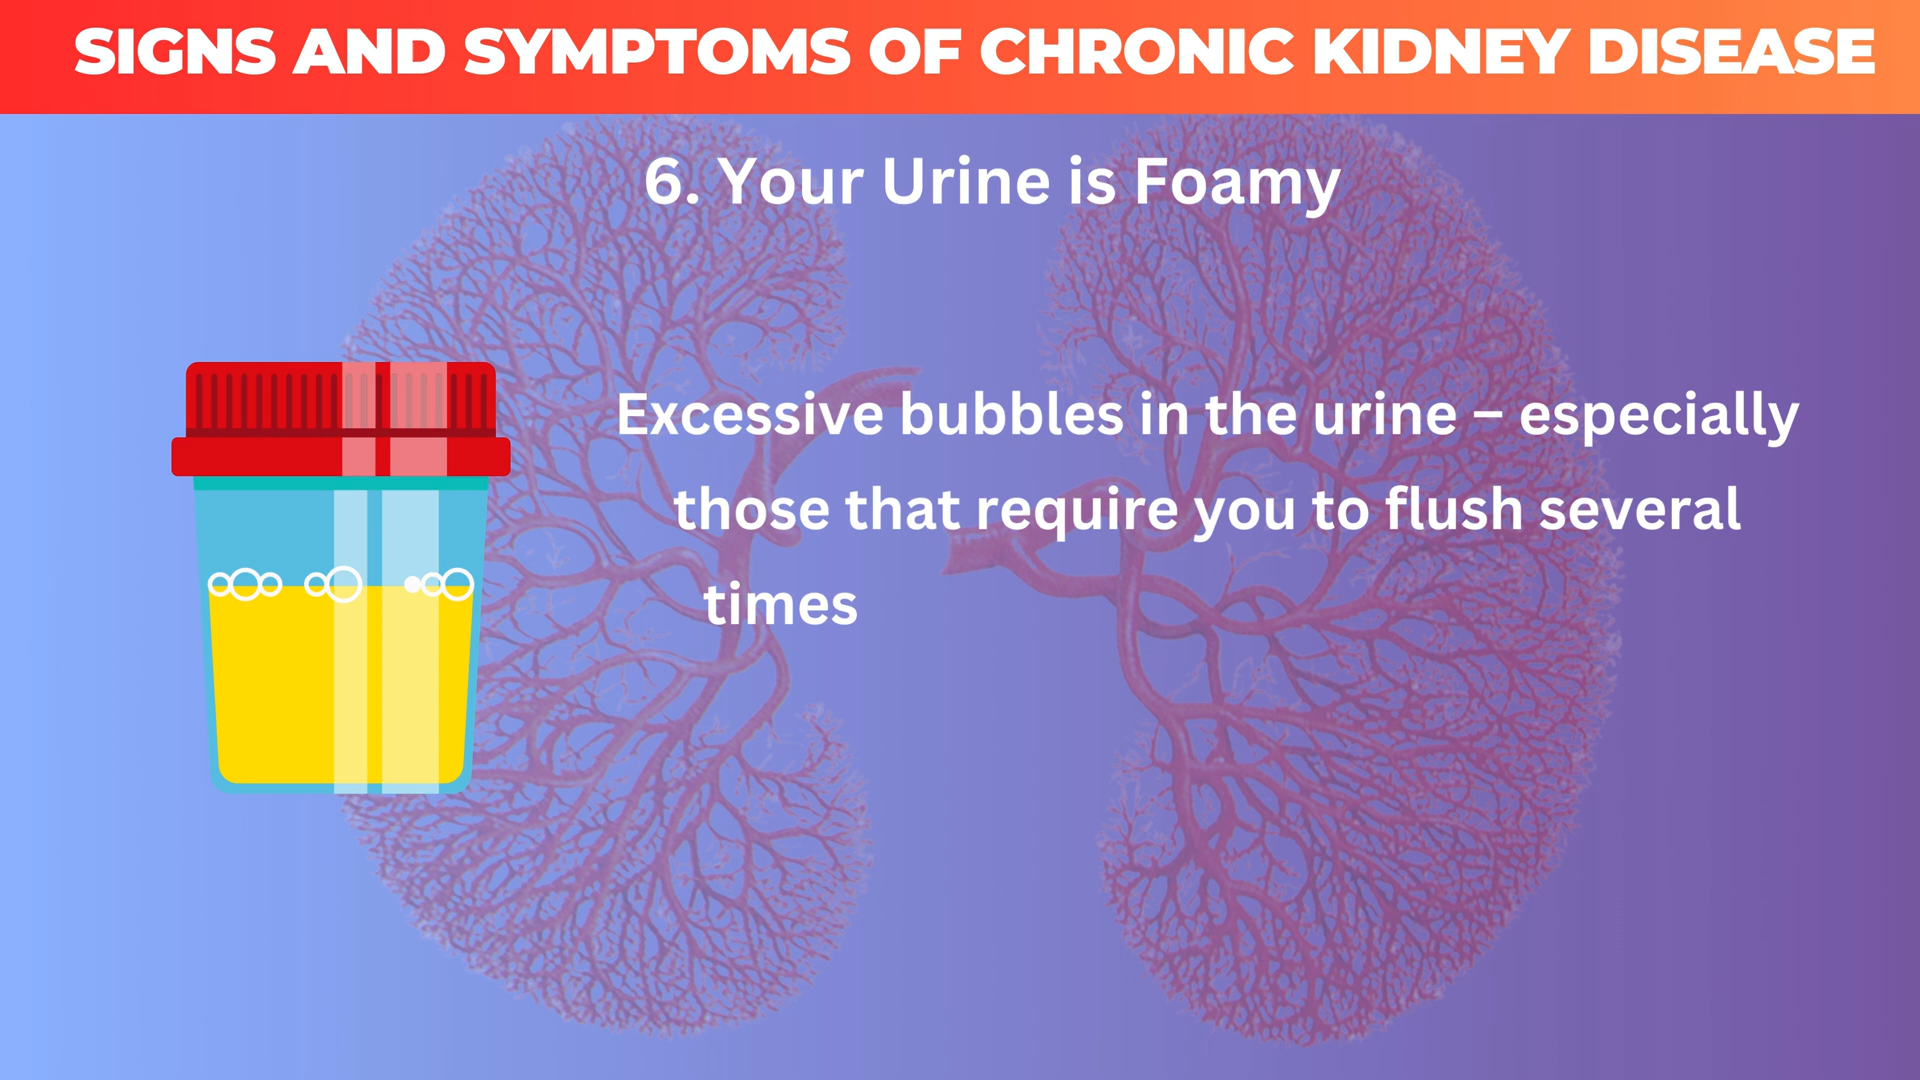 SIGNS AND SYMPTOMS OF CHRONIC KIDNEY DISEASE
6. Your Urine is Foamy
Excessive bubbles in the urine – especially
those that require you to flush several
times